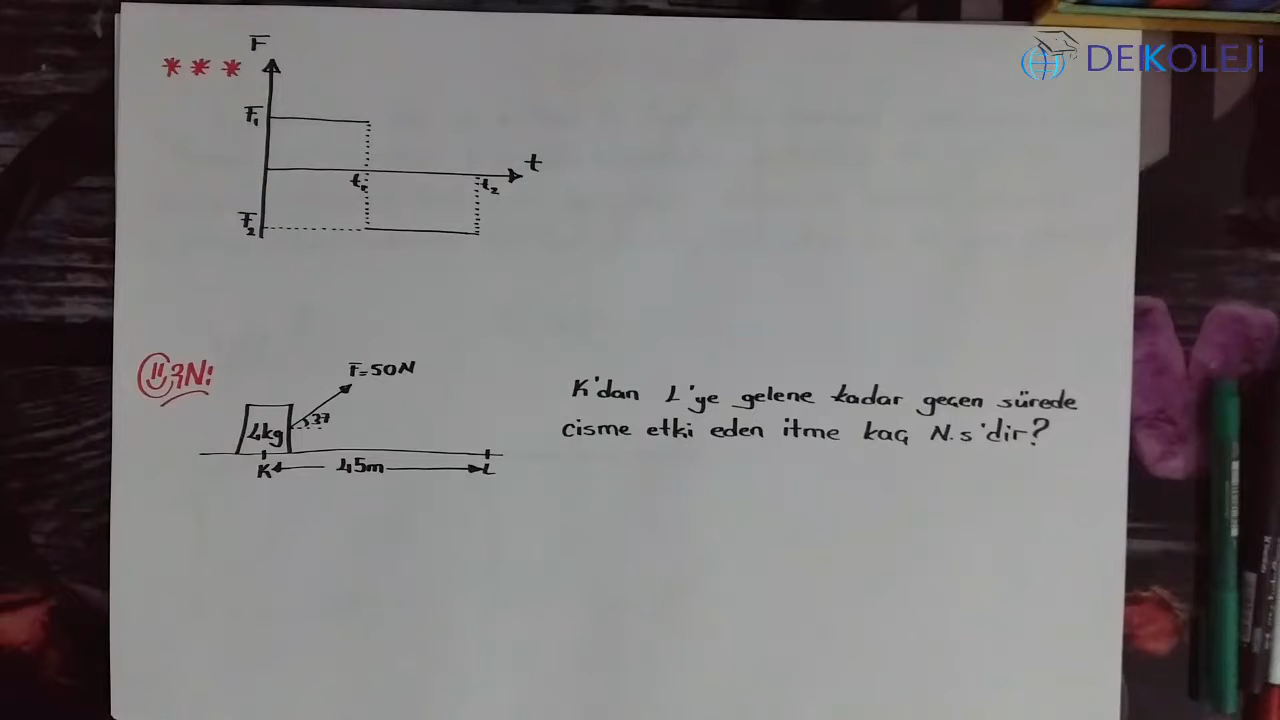 DEKOLEJİ
F
***
F₁
t
t₁
t₂
F₂
ÖRN:
F=50N
37
4kg
K
45m
L
K'dan L'ye gelene kadar geçen sürede
cisme etki eden itme kaç N.s'dir?